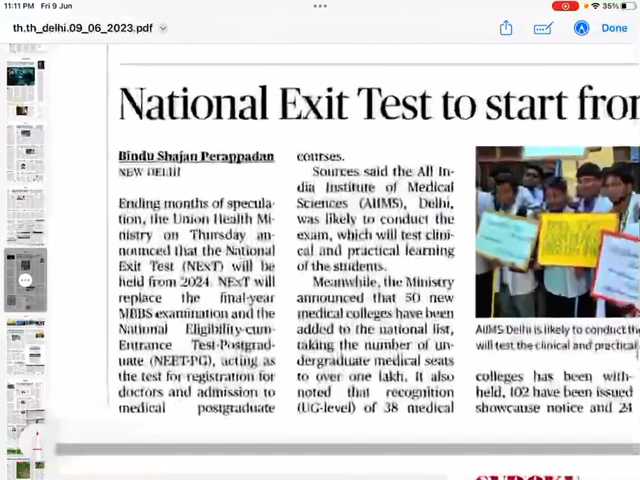 11:11 PM Fri 9 Jun
35%
th.th_delhi.09_06_2023.pdf
Done
National Exit Test to start from
Bindu Shajan Perappadan
NEW DELHI
Ending months of specula-
tion, the Union Health Mi-
nistry on Thursday an-
nounced that the National
Exit Test (NExT) will be
held from 2024. NExT will
replace the final-year
MBBS examination and the
National Eligibility-cum-
Entrance Test-Postgrad-
uate (NEET-PG), acting as
the test for registration for
doctors and admission to
medical postgraduate
courses.
Sources said the All In-
dia Institute of Medical
Sciences (AIIMS), Delhi,
was likely to conduct the
exam, which will test clini-
cal and practical learning
of the students.
Meanwhile, the Ministry
announced that 50 new
medical colleges have been
added to the national list,
taking the number of un-
dergraduate medical seats
to over one lakh. It also
noted that recognition
(UG-level) of 38 medical
AIIMS Delhi is likely to conduct the
will test the clinical and practical
colleges has been with-
held, 102 have been issued
showcause notice and 24